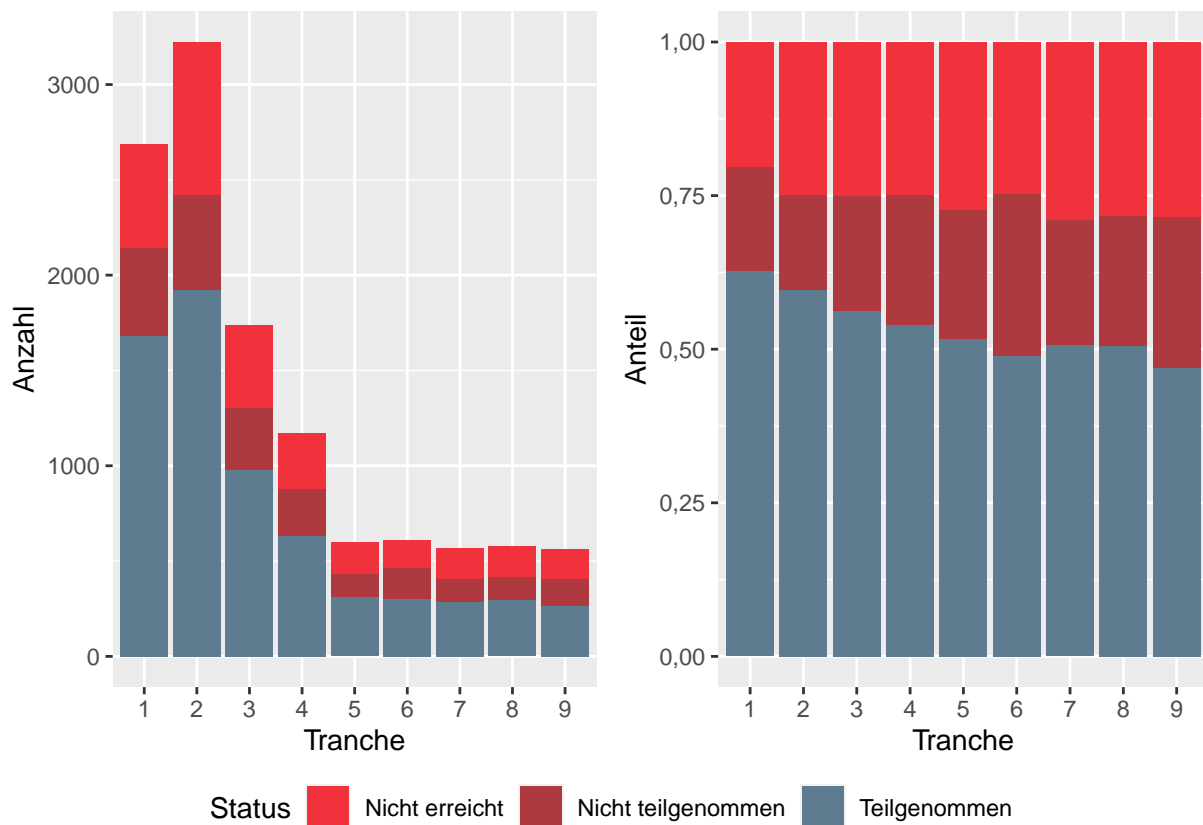 Anzahl
3000
2000
1000
0
1 2 3 4 5 6 7 8 9
Tranche
Anteil
1,00
0,75
0,50
0,25
0,00
1 2 3 4 5 6 7 8 9
Tranche
Status Nicht erreicht Nicht teilgenommen Teilgenommen